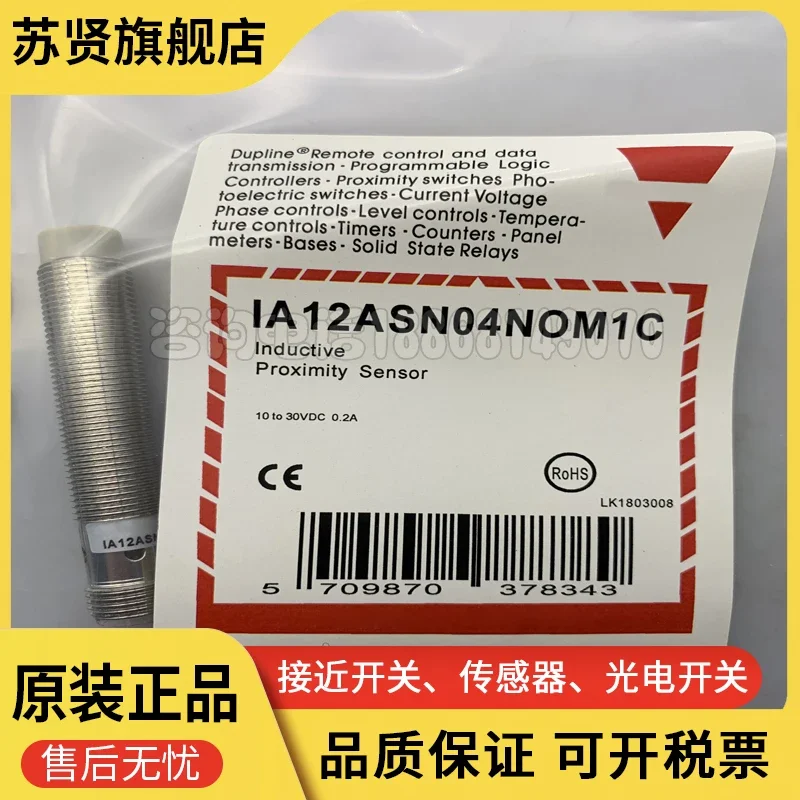 苏贤旗舰店
Dupline®Remote control and data
transmission·Programmable Logic
Controllers·Proximity switches Pho-
toelectric switches·Current Voltage
Phase controls·Level controls·Tempera-
ture controls·Timers·Counters·Panel
meters·Bases·Solid State Relays
IA12ASN04NOM1C
Inductive
Proximity Sensor
10 to 30VDC 0.2A
CE
RoHS
LK1803008
5 709870 378343
IA12ASN
原装正品
售后无忧
接近开关、传感器、光电开关
品质保证 可开税票